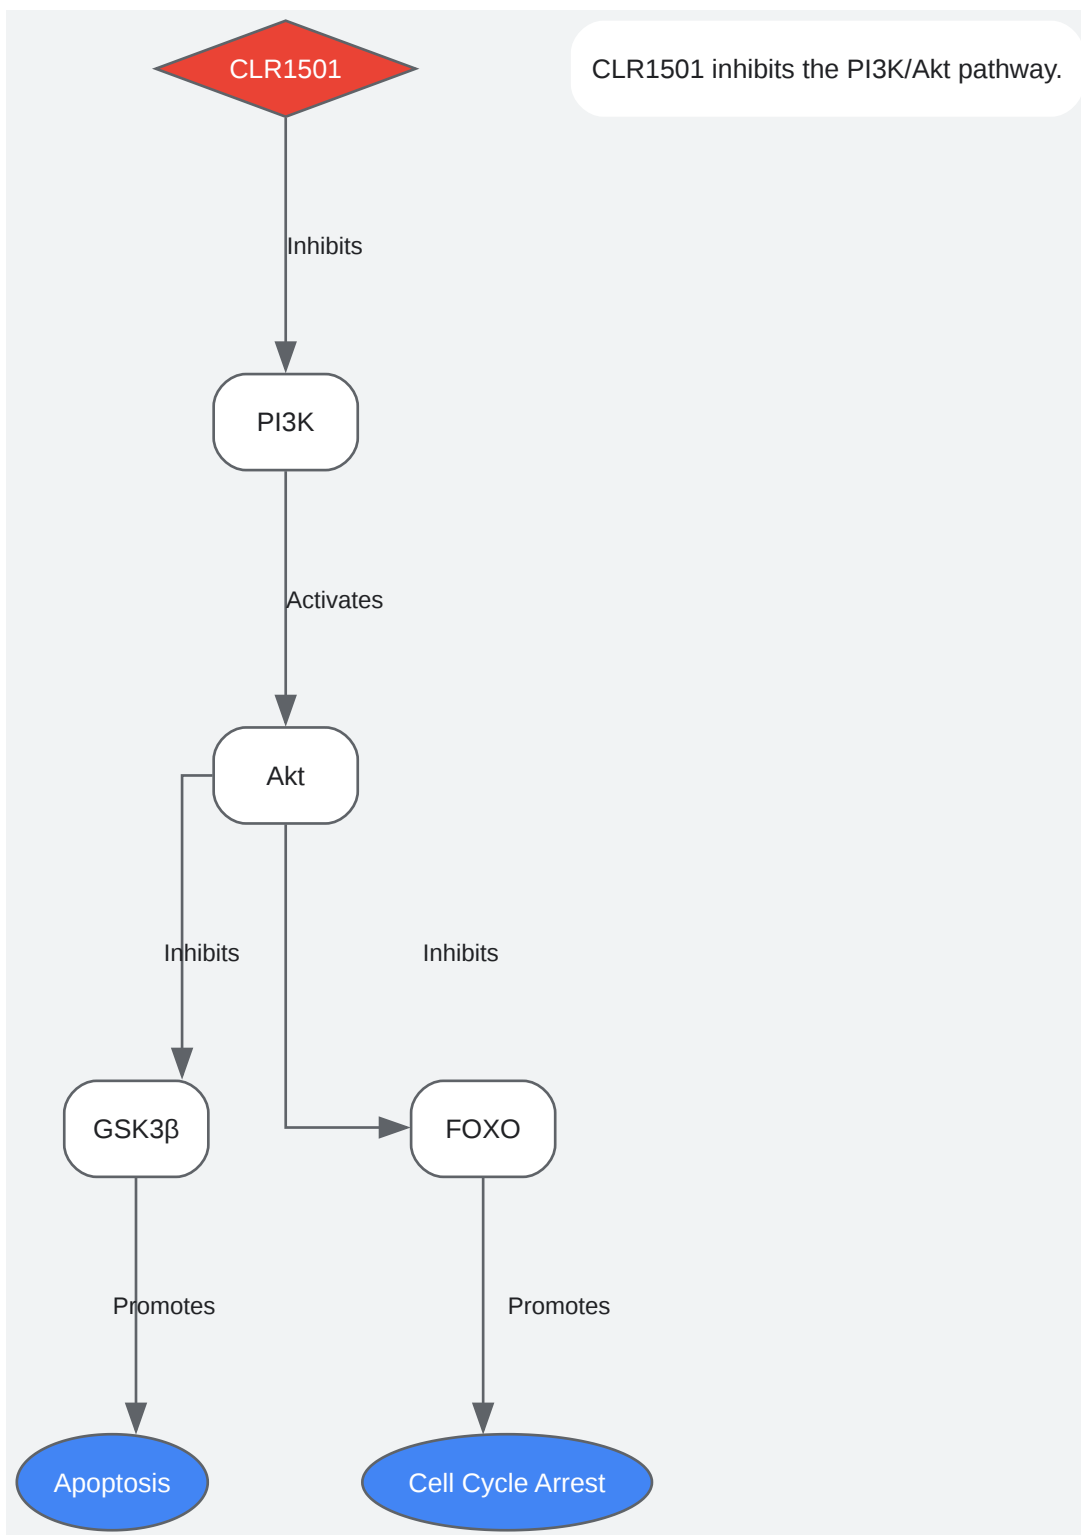 CLR1501
CLR1501 inhibits the PI3K/Akt pathway.
Inhibits
PI3K
Activates
Akt
Inhibits
Inhibits
GSK3β
FOXO
Promotes
Promotes
Apoptosis
Cell Cycle Arrest